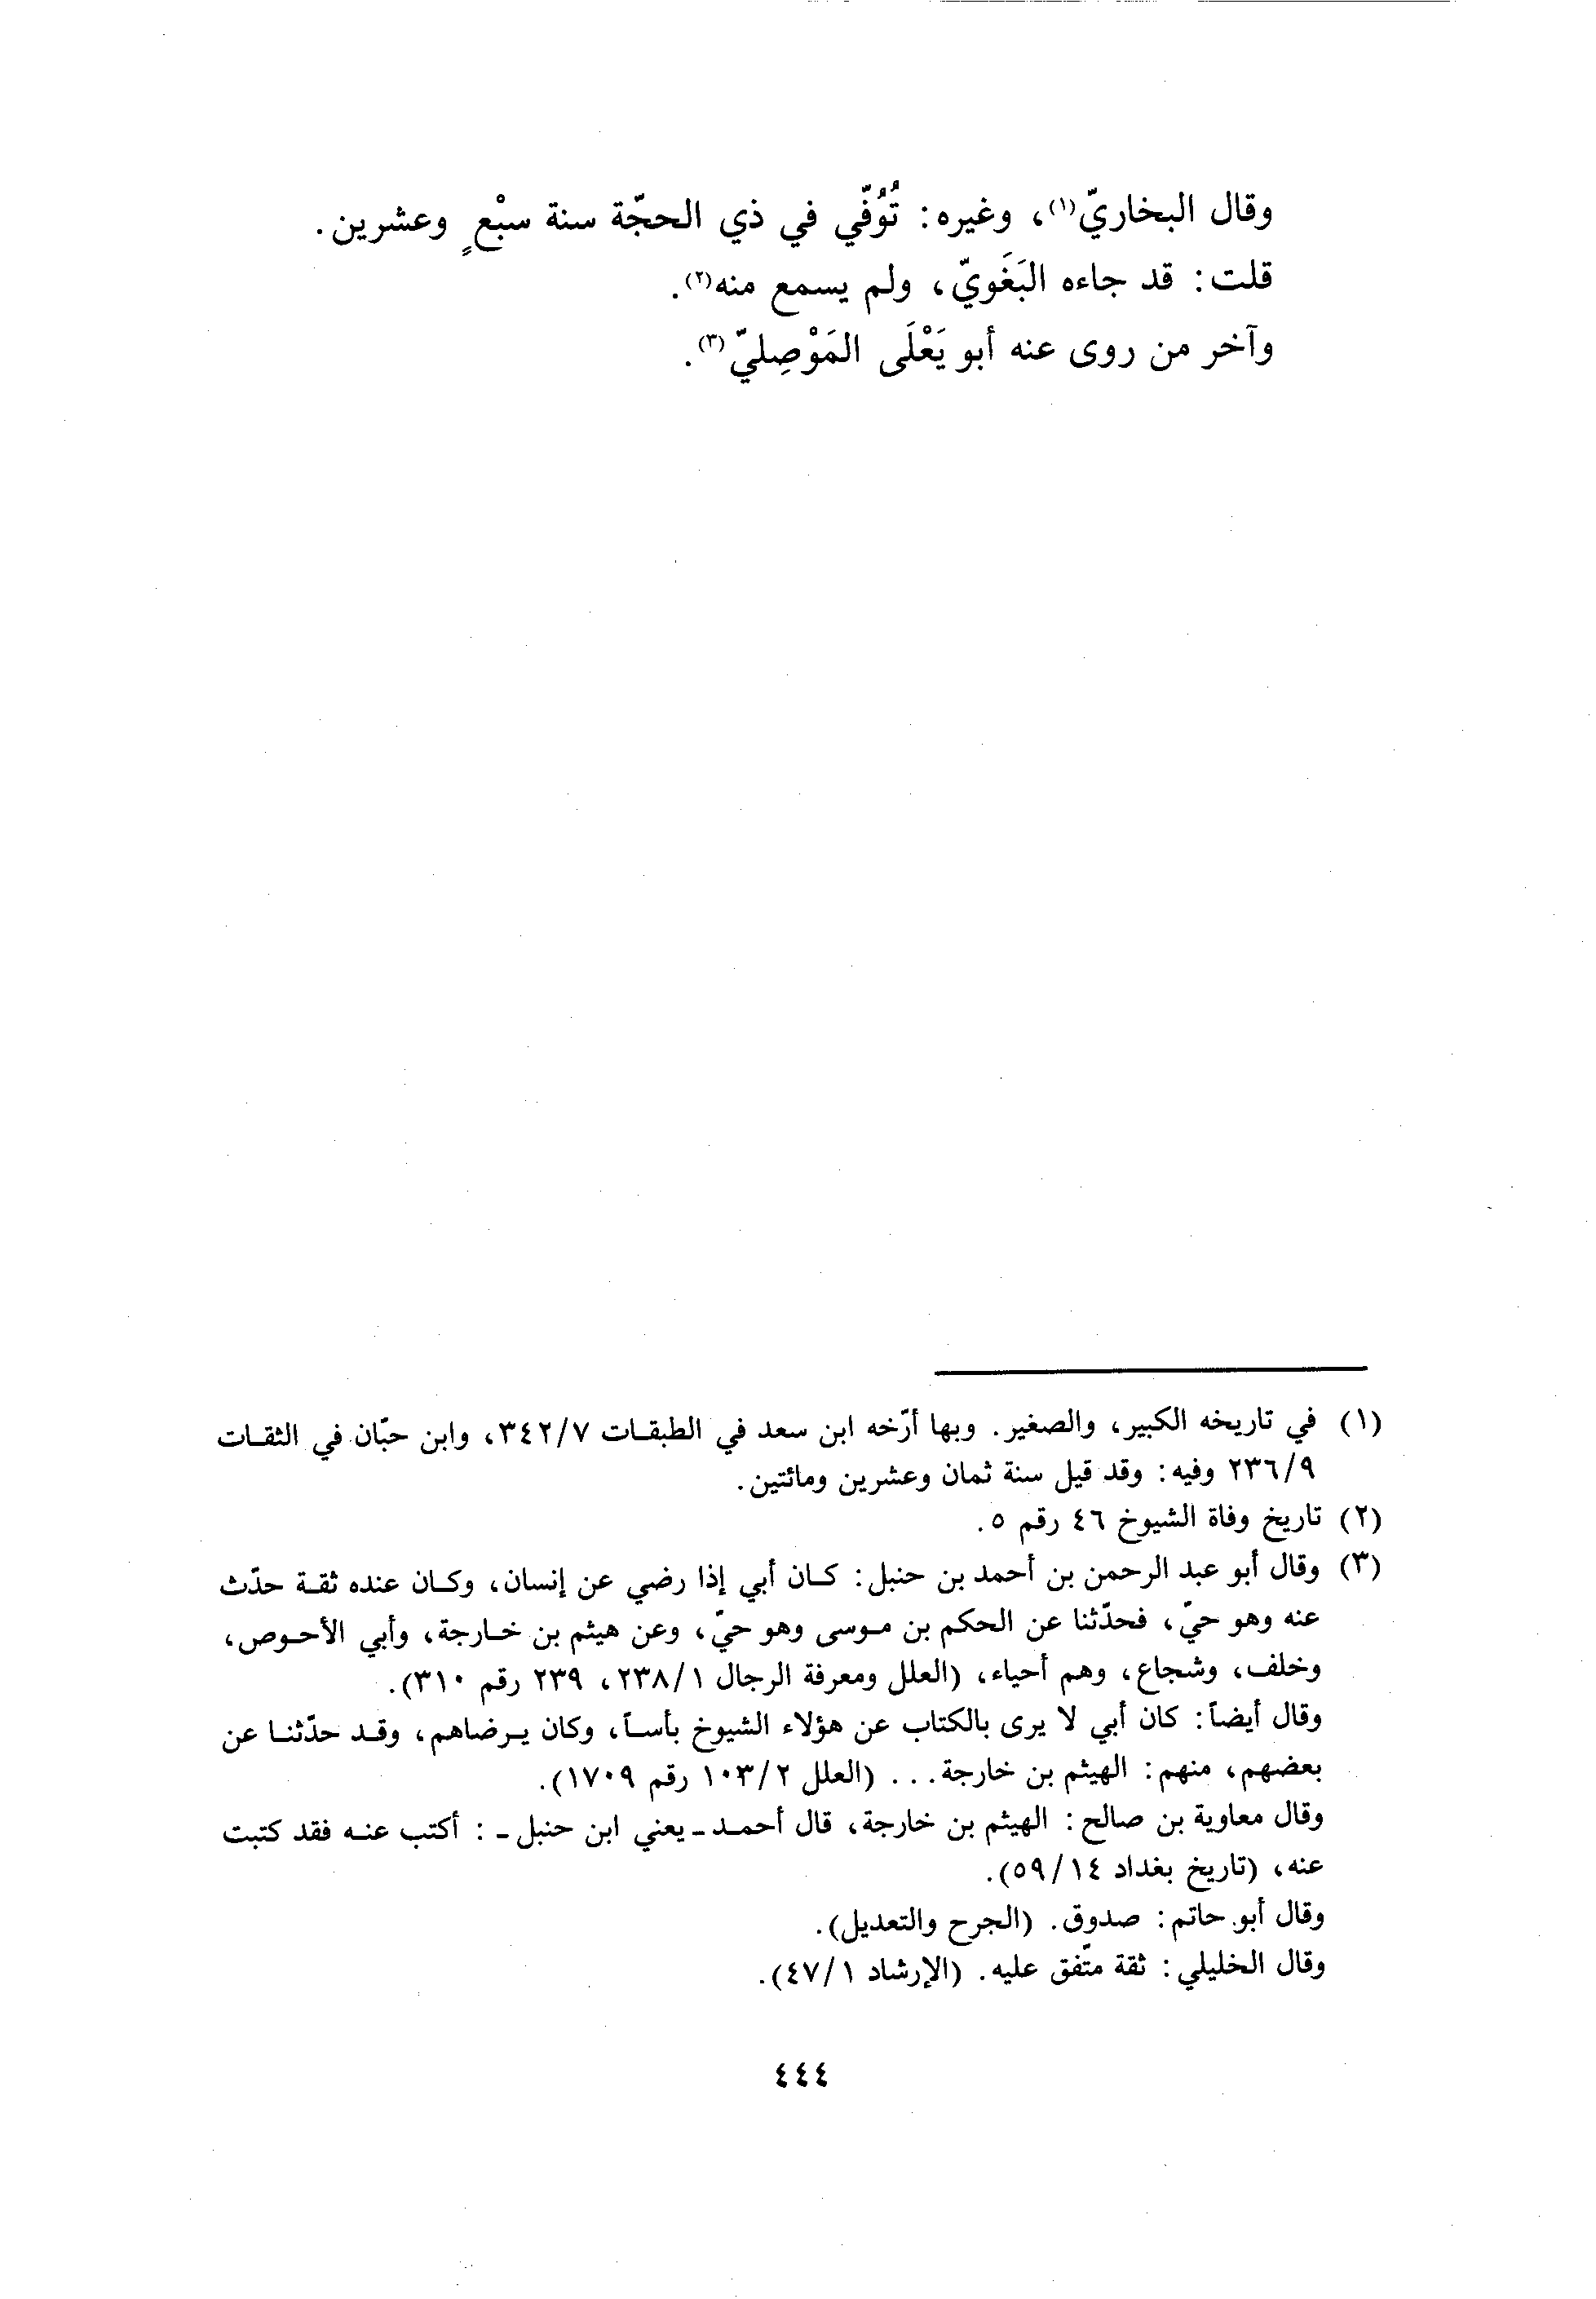 وقال البخاريّ(١)، وغيره: تُوُفّي في ذي الحجّة سنة سبْعٍ وعشرين.
قلت: قد جاءه البَغَويّ، ولم يسمع منه(٢).
وآخر من روى عنه أبو يَعْلَى المَوْصِليّ(٣).
(١) في تاريخه الكبير، والصغير. وبها أرّخه ابن سعد في الطبقات ٣٤٢/٧، وابن حبّان في الثقات
٢٣٦/٩ وفيه: وقد قيل سنة ثمان وعشرين ومائتين.
(٢) تاريخ وفاة الشيوخ ٤٦ رقم ٥.
(٣) وقال أبو عبد الرحمن بن أحمد بن حنبل: كان أبي إذا رضي عن إنسان، وكان عنده ثقة حدّث
عنه وهو حيّ، فحدّثنا عن الحكم بن موسى وهو حيّ، وعن هيثم بن خارجة، وأبي الأحوص،
وخلف، وشجاع، وهم أحياء، (العلل ومعرفة الرجال ٢٣٨/١، ٢٣٩ رقم ٣١٠).
وقال أيضاً: كان أبي لا يرى بالكتاب عن هؤلاء الشيوخ بأساً، وكان يرضاهم، وقد حدّثنا عن
بعضهم، منهم: الهيثم بن خارجة... (العلل ١٠٣/٢ رقم ١٧٠٩).
وقال معاوية بن صالح: الهيثم بن خارجة، قال أحمد ـ يعني ابن حنبل ـ: أكتب عنه فقد كتبت
عنه، (تاريخ بغداد ٥٩/١٤).
وقال أبو حاتم: صدوق. (الجرح والتعديل).
وقال الخليلي: ثقة متّفق عليه. (الإرشاد ٤٧/١).
٤٤٤